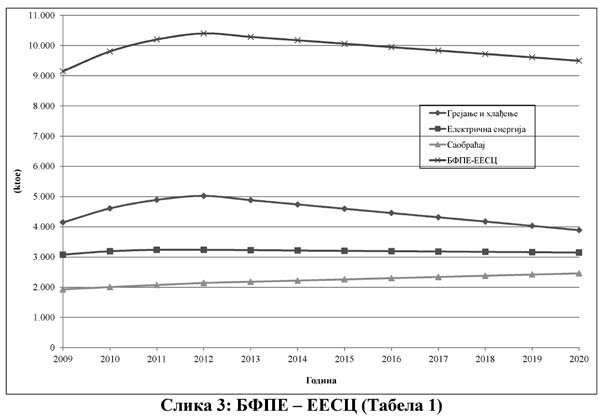 11.000
10.000
9.000
8.000
7.000
6.000
5.000
4.000
3.000
2.000
1.000
0
(ktoe)
Грејање и хлађење
Електрична енергија
Саобраћај
БФПЕ-ЕЕСЦ
2009 2010 2011 2012 2013 2014 2015 2016 2017 2018 2019 2020
Година
Слика 3: БФПЕ – ЕЕСЦ (Табела 1)